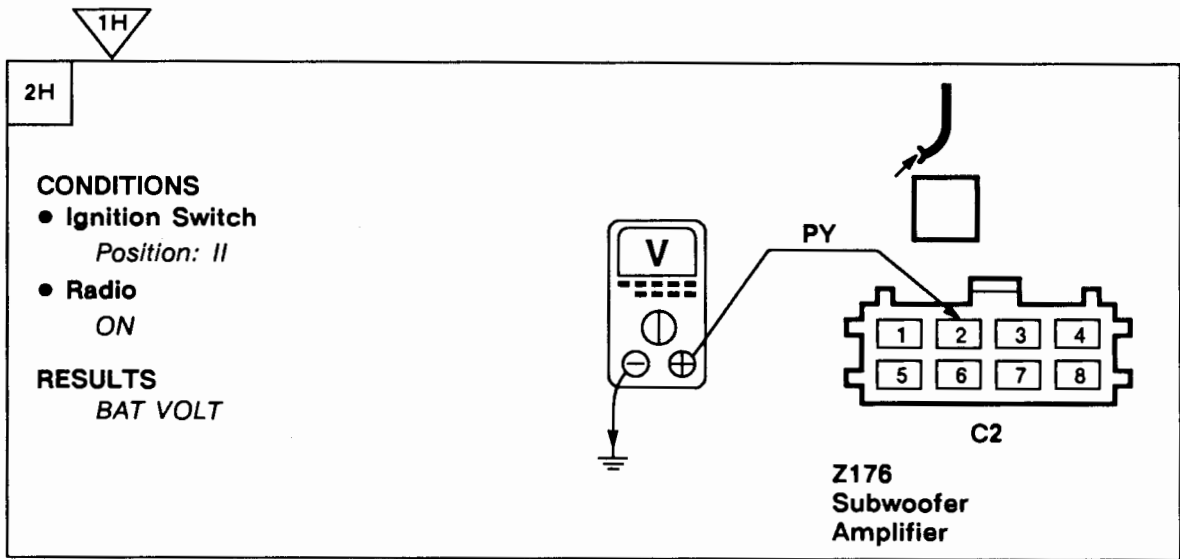 1H
2H
CONDITIONS
● Ignition Switch
Position: II
● Radio
ON
RESULTS
BAT VOLT
V
PY
1 2 3 4
5 6 7 8
C2
Z176
Subwoofer
Amplifier